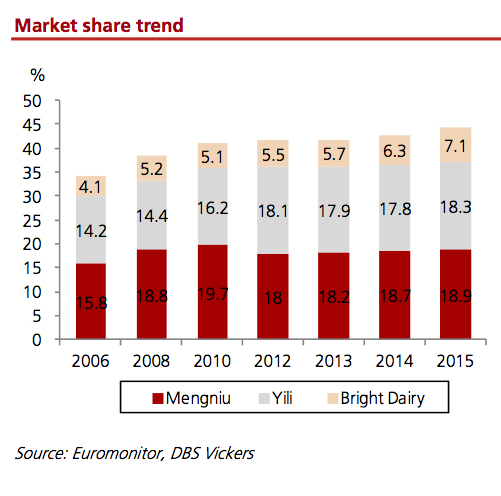 Market share trend
%
50
45
40
35
30
25
20
15
10
5
0
4.1 5.2 5.1 5.5 5.7 6.3 7.1
14.2 14.4 16.2 18.1 17.9 17.8 18.3
15.8 18.8 19.7 18 18.2 18.7 18.9
2006 2008 2010 2012 2013 2014 2015
Mengniu Yili Bright Dairy
Source: Euromonitor, DBS Vickers